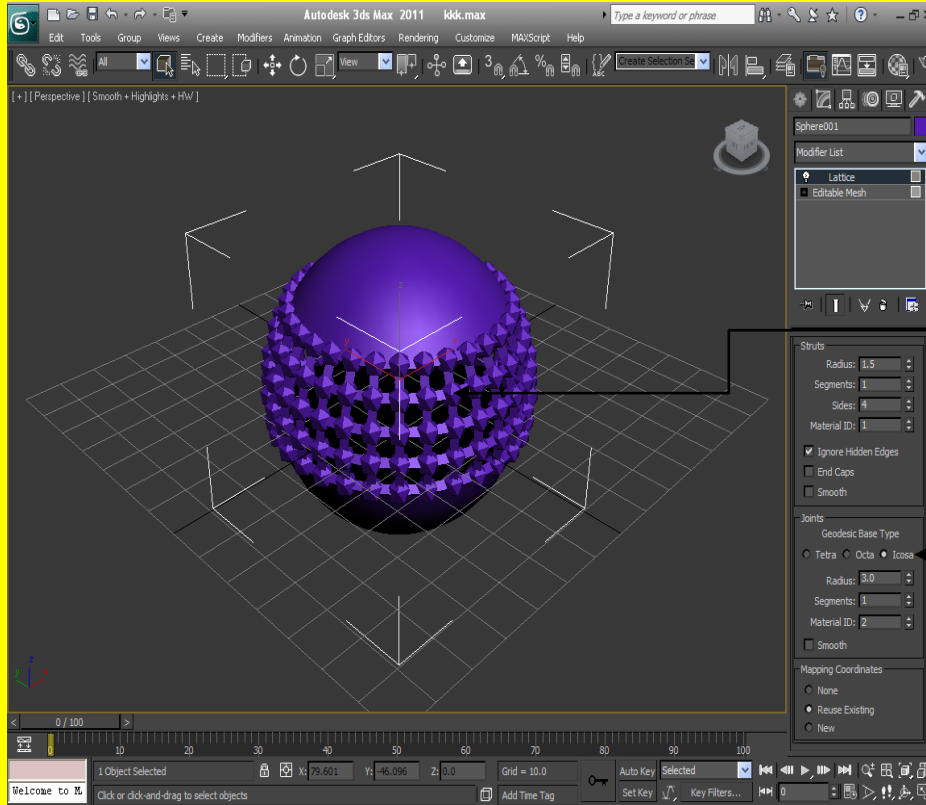 Autodesk 3ds Max 2011 kkk.max Type a keyword or phrase
Edit Tools Group Views Create Modifiers Animation Graph Editors Rendering Customize MAXScript Help
All View Create Selection Se
[ + ] [ Perspective ] [ Smooth + Highlights + HW ]
Sphere001
Modifier List
Lattice
Editable Mesh
Struts
Radius: 1.5
Segments: 1
Sides: 4
Material ID: 1
Ignore Hidden Edges
End Caps
Smooth
Joints
Geodesic Base Type
Tetra Octa Icosa
Radius: 3.0
Segments: 1
Material ID: 2
Smooth
Mapping Coordinates
None
Reuse Existing
New
z
y x
z
y x
< 0 / 100 >
0 10 20 30 40 50 60 70 80 90 100
1 Object Selected X: 79.601 Y: -46.096 Z: 0.0 Grid = 10.0 Auto Key Selected
Welcome to M Click or click-and-drag to select objects Add Time Tag Set Key Key Filters... 0